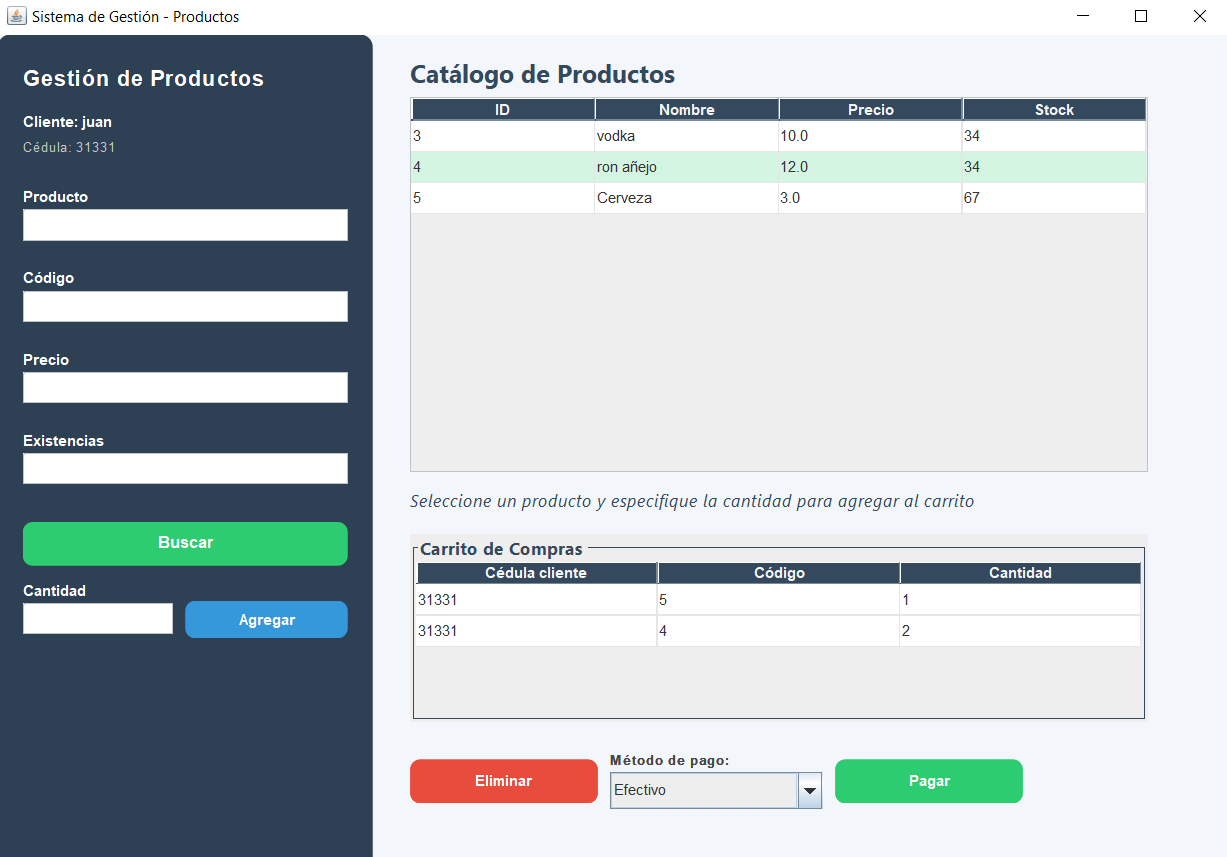 Sistema de Gestión - Productos
Gestión de Productos
Cliente: juan
Cédula: 31331
Producto
Código
Precio
Existencias
Buscar
Cantidad
Agregar
Catálogo de Productos
ID Nombre Precio Stock
3 vodka 10.0 34
4 ron añejo 12.0 34
5 Cerveza 3.0 67
Seleccione un producto y especifique la cantidad para agregar al carrito
Carrito de Compras
Cédula cliente Código Cantidad
31331 5 1
31331 4 2
Eliminar
Método de pago:
Efectivo
Pagar